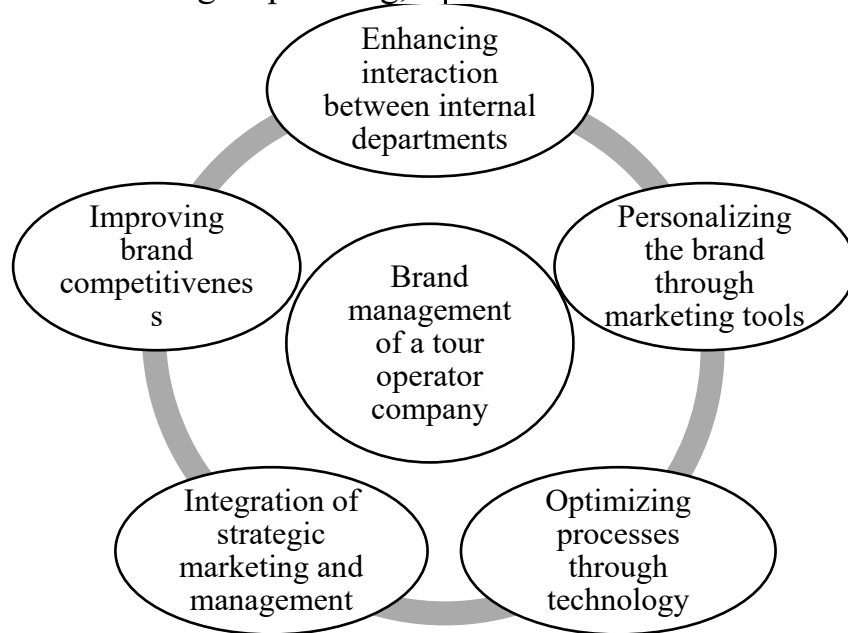 Enhancing
interaction
between internal
departments
Improving
brand
competitivenes
s
Personalizing
the brand
through
marketing tools
Brand
management
of a tour
operator
company
Integration of
strategic
marketing and
management
Optimizing
processes
through
technology